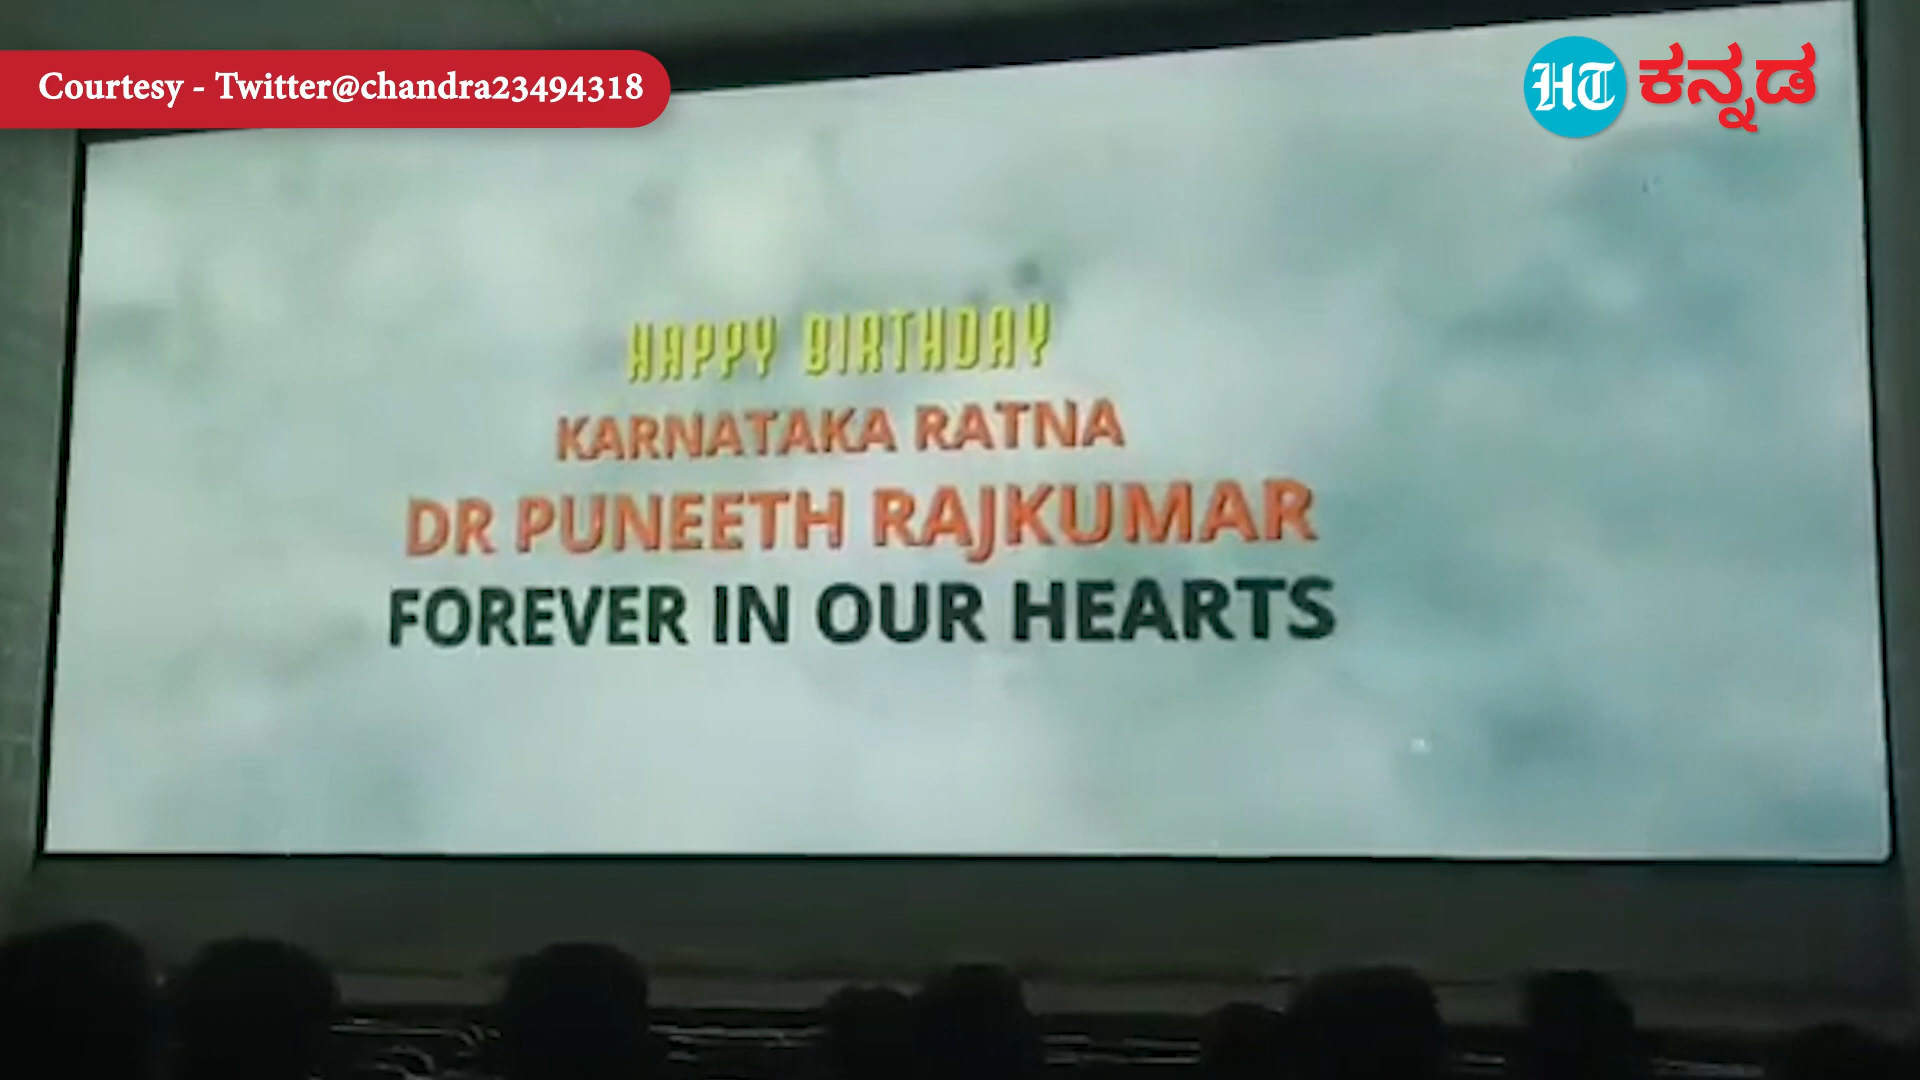 Courtesy - Twitter@chandra23494318
HT ಕನ್ನಡ
HAPPY BIRTHDAY
KARNATAKA RATNA
DR PUNEETH RAJKUMAR
FOREVER IN OUR HEARTS